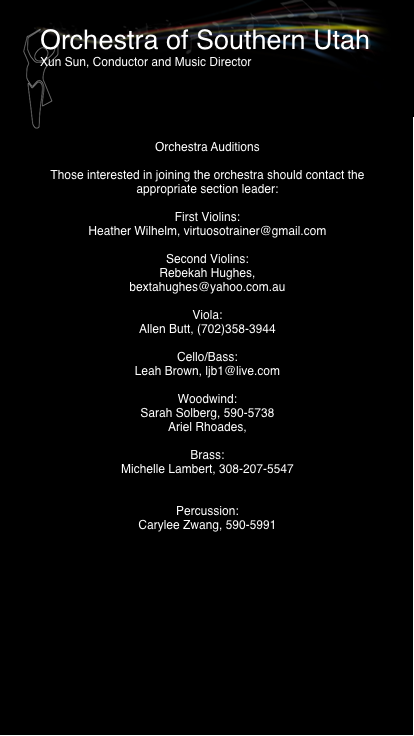 Orchestra of Southern Utah
Xun Sun, Conductor and Music Director
Orchestra Auditions
Those interested in joining the orchestra should contact the
appropriate section leader:
First Violins:
Heather Wilhelm, virtuosotrainer@gmail.com
Second Violins:
Rebekah Hughes,
bextahughes@yahoo.com.au
Viola:
Allen Butt, (702)358-3944
Cello/Bass:
Leah Brown, ljb1@live.com
Woodwind:
Sarah Solberg, 590-5738
Ariel Rhoades,
Brass:
Michelle Lambert, 308-207-5547
Percussion:
Carylee Zwang, 590-5991